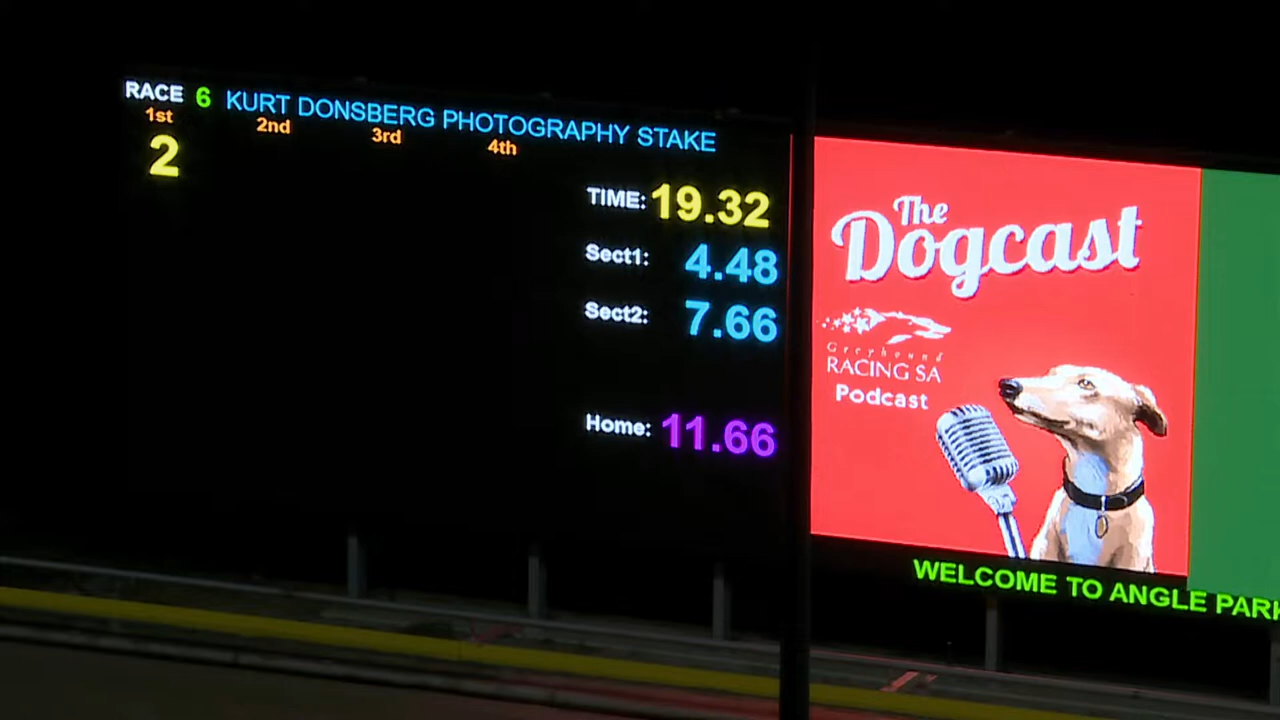 RACE 6 KURT DONSBERG PHOTOGRAPHY STAKE
1st 2nd 3rd 4th
2
TIME: 19.32
Sect1: 4.48
Sect2: 7.66
Home: 11.66
The
Dogcast
Greyhound
RACING SA
Podcast
WELCOME TO ANGLE PARK